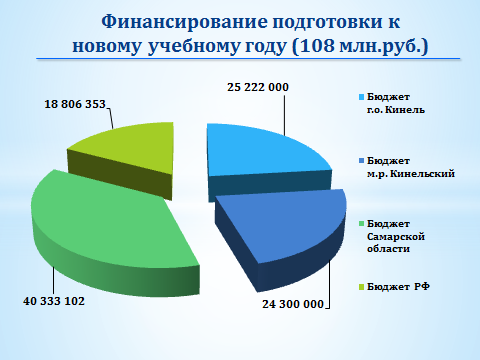 Финансирование подготовки к
новому учебному году (108 млн.руб.)
25 222 000
18 806 353
40 333 102
24 300 000
Бюджет
г.о. Кинель
Бюджет
м.р. Кинельский
Бюджет
Самарской
области
Бюджет РФ